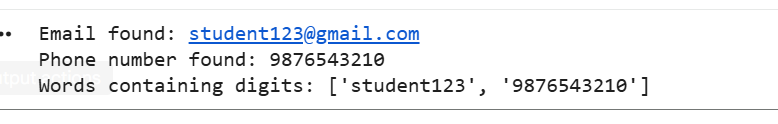 Email found: student123@gmail.com
Phone number found: 9876543210
Words containing digits: ['student123', '9876543210']